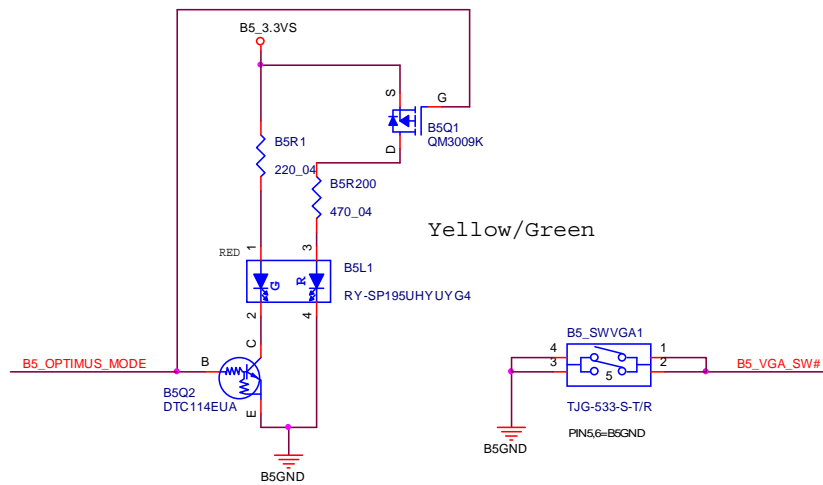 B5_3.3VS
S
G
B5Q1
QM3009K
D
B5R1
220_04
B5R200
470_04
Yellow/Green
RED
1
3
B5L1
G
R
RY-SP195UHYUYG4
2
4
B5_SWVGA1
C
4
1
B5_OPTIMUS_MODE
B
3
2
B5_VGA_SW#
5
B5Q2
DTC114EUA
TJG-533-S-T/R
E
PIN5,6=B5GND
B5GND
B5GND